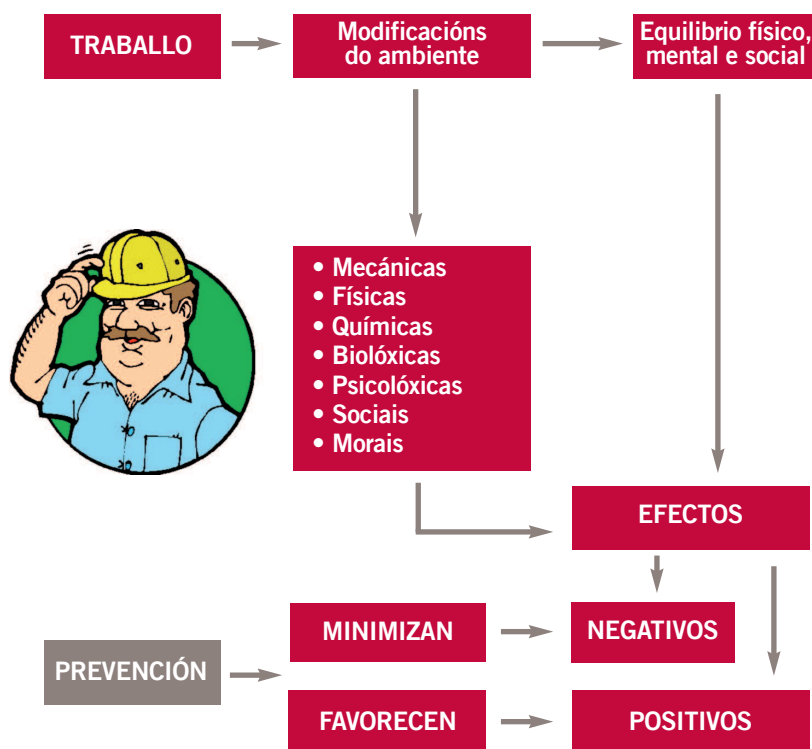 TRABALLO
Modificacións
do ambiente
Equilibrio físico,
mental e social
• Mecánicas
• Físicas
• Químicas
• Biolóxicas
• Psicolóxicas
• Sociais
• Morais
EFECTOS
MINIMIZAN
NEGATIVOS
PREVENCIÓN
FAVORECEN
POSITIVOS